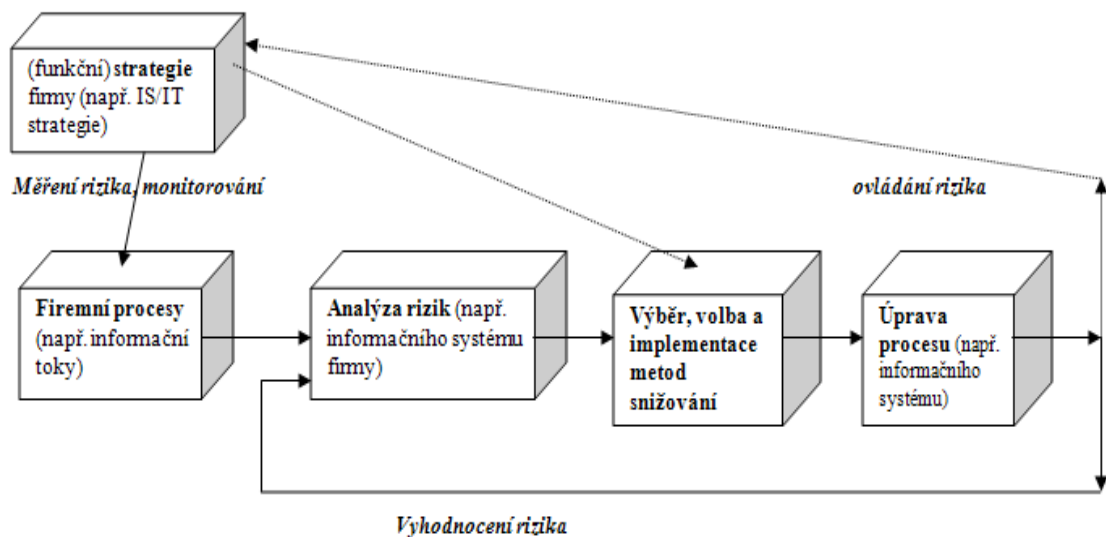 (funkční) strategie
firmy (např. IS/IT
strategie)
Měření rizika, monitorování
ovládání rizika
Firemní procesy
(např. informační
toky)
Analýza rizik (např.
informačního systému
firmy)
Výběr, volba a
implementace
metod
snižování
Úprava
procesu (např.
informačního
systému)
Vyhodnocení rizika